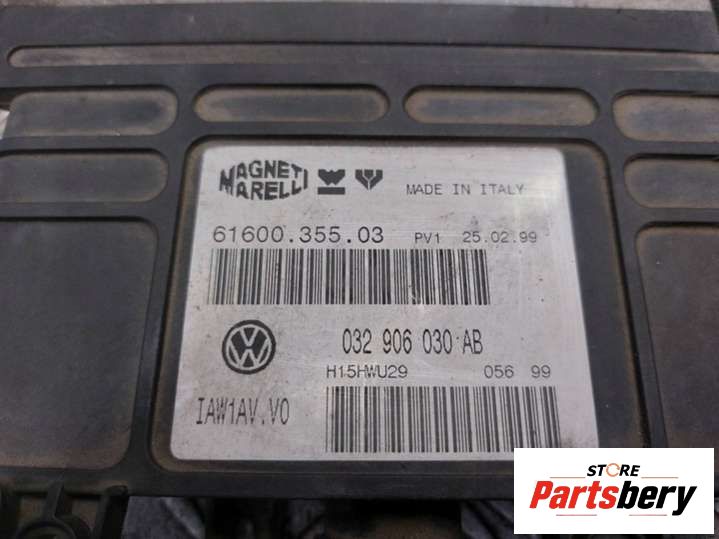 MAGNETI
MARELLI
MADE IN ITALY
61600.355.03 PV1 25.02.99
032 906 030 AB
H15HWU29 056 99
IAW1AV.V0
STORE
Partsbery